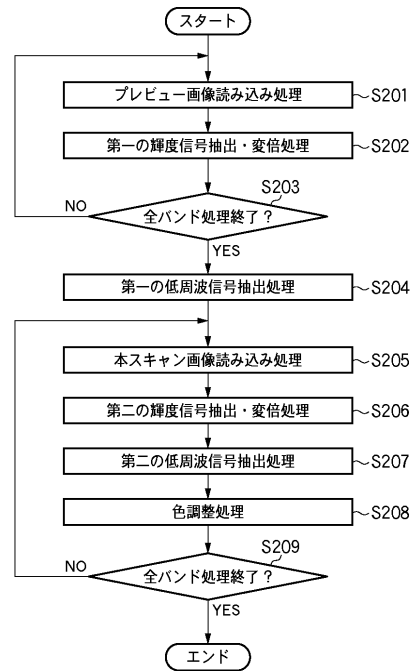 スタート
プレビュー画像読み込み処理 S201
第一の輝度信号抽出・変倍処理 S202
S203
NO 全バンド処理終了？
YES
第一の低周波信号抽出処理 S204
本スキャン画像読み込み処理 S205
第二の輝度信号抽出・変倍処理 S206
第二の低周波信号抽出処理 S207
色調整処理 S208
S209
NO 全バンド処理終了？
YES
エンド